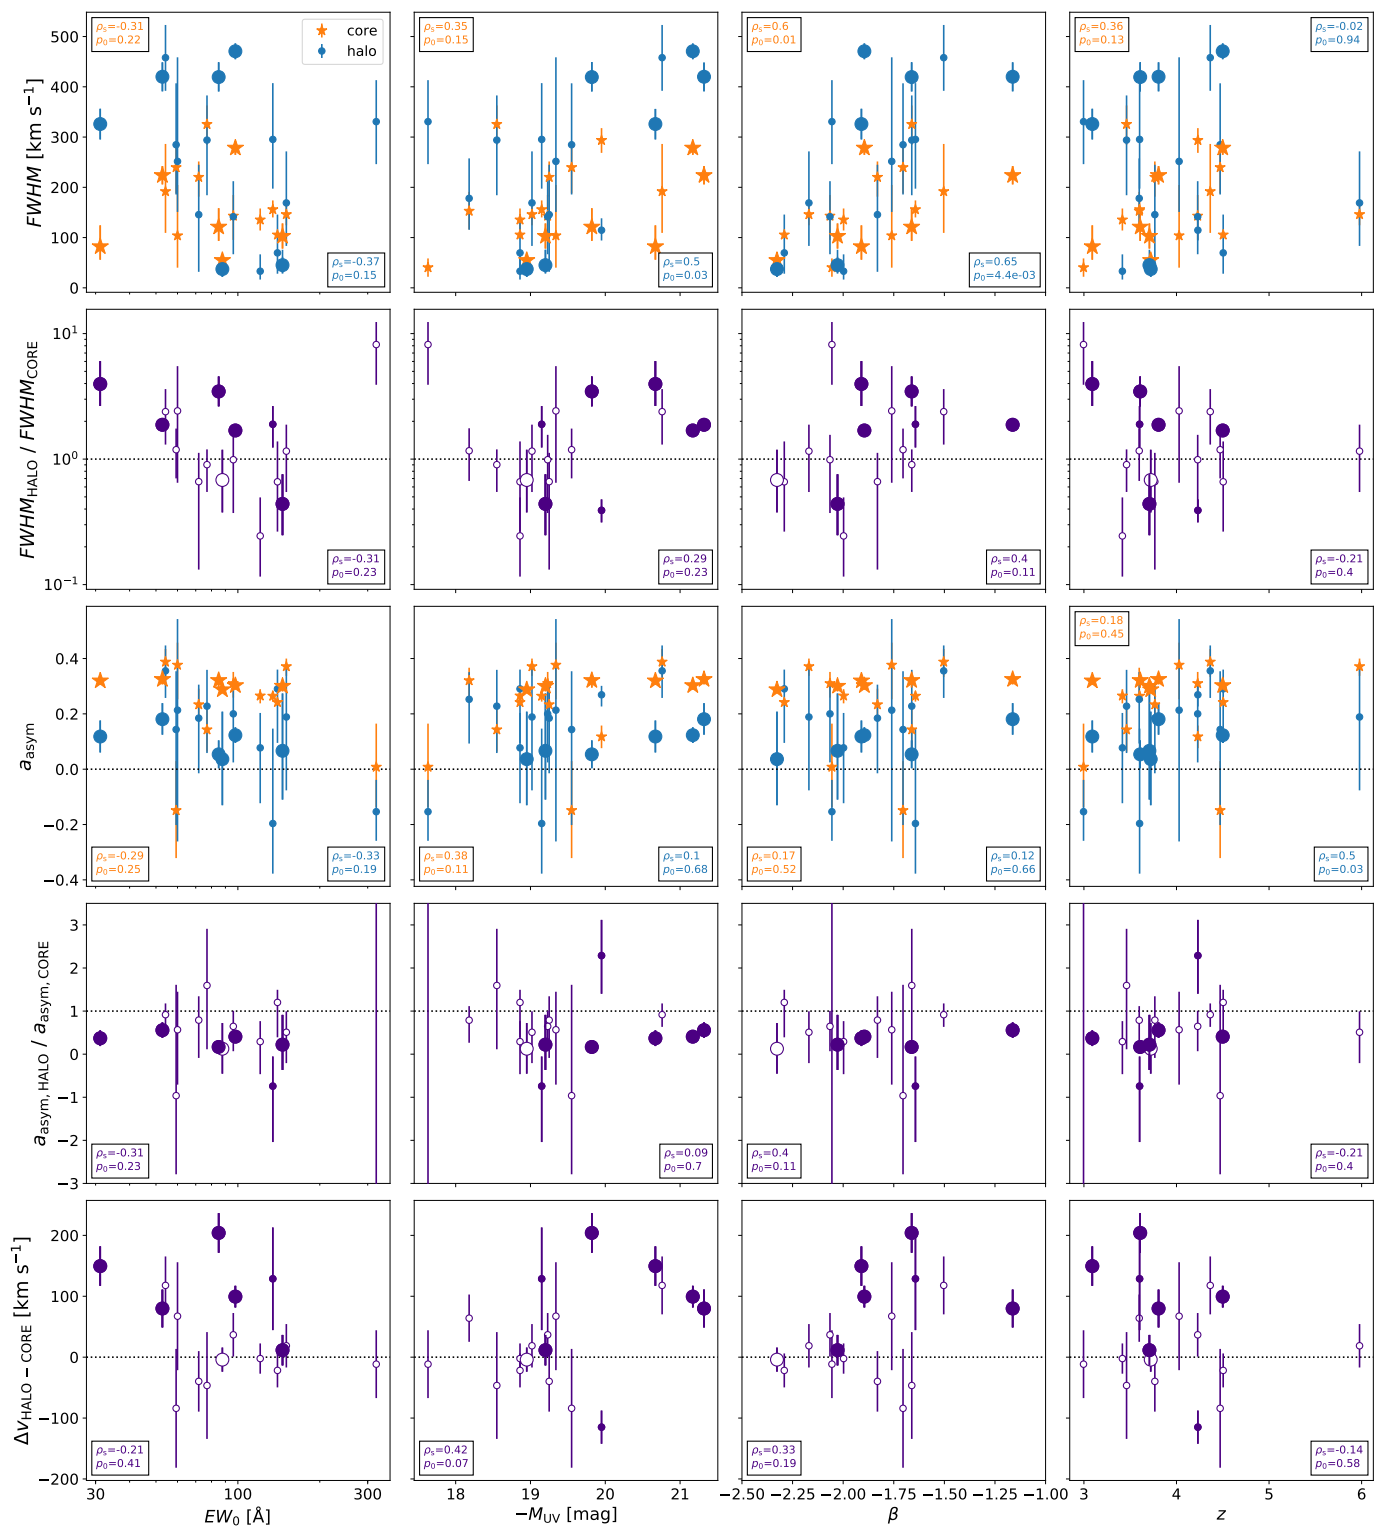 ρs=-0.31
p0=0.22
core
halo
ρs=0.35
p0=0.15
ρs=0.6
p0=0.01
ρs=0.36
p0=0.13
ρs=-0.02
p0=0.94
FWHM [km s−1]
500
400
300
200
100
0
ρs=-0.37
p0=0.15
ρs=0.5
p0=0.03
ρs=0.65
p0=4.4e-03
FWHMHALO / FWHMCORE
10^1
10^0
10^−1
ρs=-0.31
p0=0.23
ρs=0.29
p0=0.23
ρs=0.4
p0=0.11
ρs=-0.21
p0=0.4
aasym
0.4
0.2
0.0
−0.2
−0.4
ρs=0.18
p0=0.45
ρs=-0.29
p0=0.25
ρs=-0.33
p0=0.19
ρs=0.38
p0=0.11
ρs=0.1
p0=0.68
ρs=0.17
p0=0.52
ρs=0.12
p0=0.66
ρs=0.5
p0=0.03
aasym, HALO / aasym, CORE
3
2
1
0
−1
−2
−3
ρs=-0.31
p0=0.23
ρs=0.09
p0=0.7
ρs=0.4
p0=0.11
ρs=-0.21
p0=0.4
ΔvHALO − CORE [km s−1]
200
100
0
−100
−200
ρs=-0.21
p0=0.41
ρs=0.42
p0=0.07
ρs=0.33
p0=0.19
ρs=-0.14
p0=0.58
30 100 300
18 19 20 21
−2.50 −2.25 −2.00 −1.75 −1.50 −1.25 −1.00
3 4 5 6
EW0 [Å]
−MUV [mag]
β
z